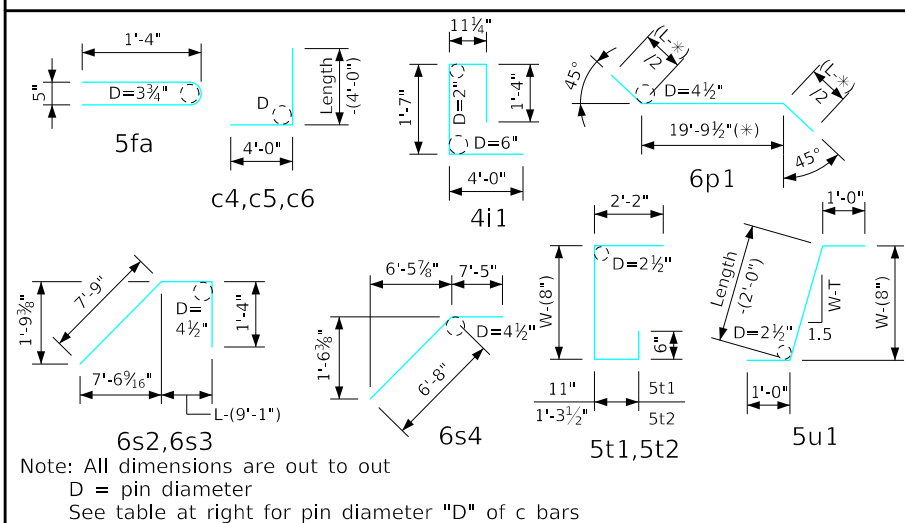 1'-4"
5"
D=3¾"
5fa
D
Length
-(4'-0")
4'-0"
c4,c5,c6
11¼"
1'-7"
D=2"
1'-4"
D=6"
4'-0"
4i1
45°
(L-✳)
/2
D=4½"
(L-✳)
/2
19'-9½"(✳)
45°
6p1
7'-9"
1'-9⅜"
D=
4½"
1'-4"
7'-6⁹⁄₁₆"
L-(9'-1")
6s2,6s3
6'-5⅞"
7'-5"
D=4½"
1'-6⅜"
6'-8"
6s4
2'-2"
D=2½"
W-(8")
6"
11"
5t1
1'-3½"
5t2
5t1,5t2
1'-0"
Length
-(2'-0")
W-T
1.5
W-(8")
D=2½"
1'-0"
5u1
Note: All dimensions are out to out
D = pin diameter
See table at right for pin diameter "D" of c bars